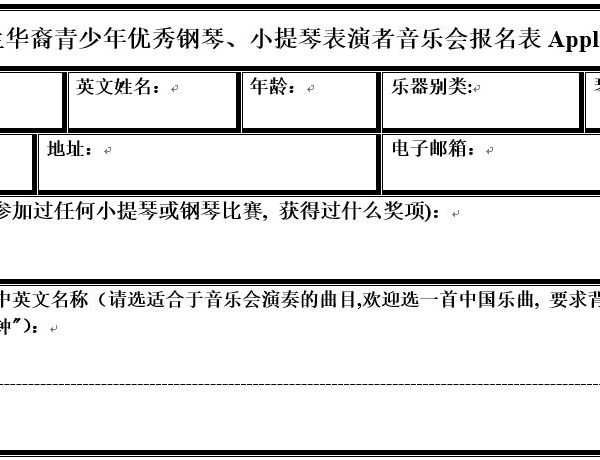 华裔青少年优秀钢琴、小提琴表演者音乐会报名表 Appl
英文姓名： 年龄： 乐器别类:
地址： 电子邮箱：
参加过任何小提琴或钢琴比赛, 获得过什么奖项)：
中英文名称（请选适合于音乐会演奏的曲目,欢迎选一首中国乐曲, 要求背
钟"）：